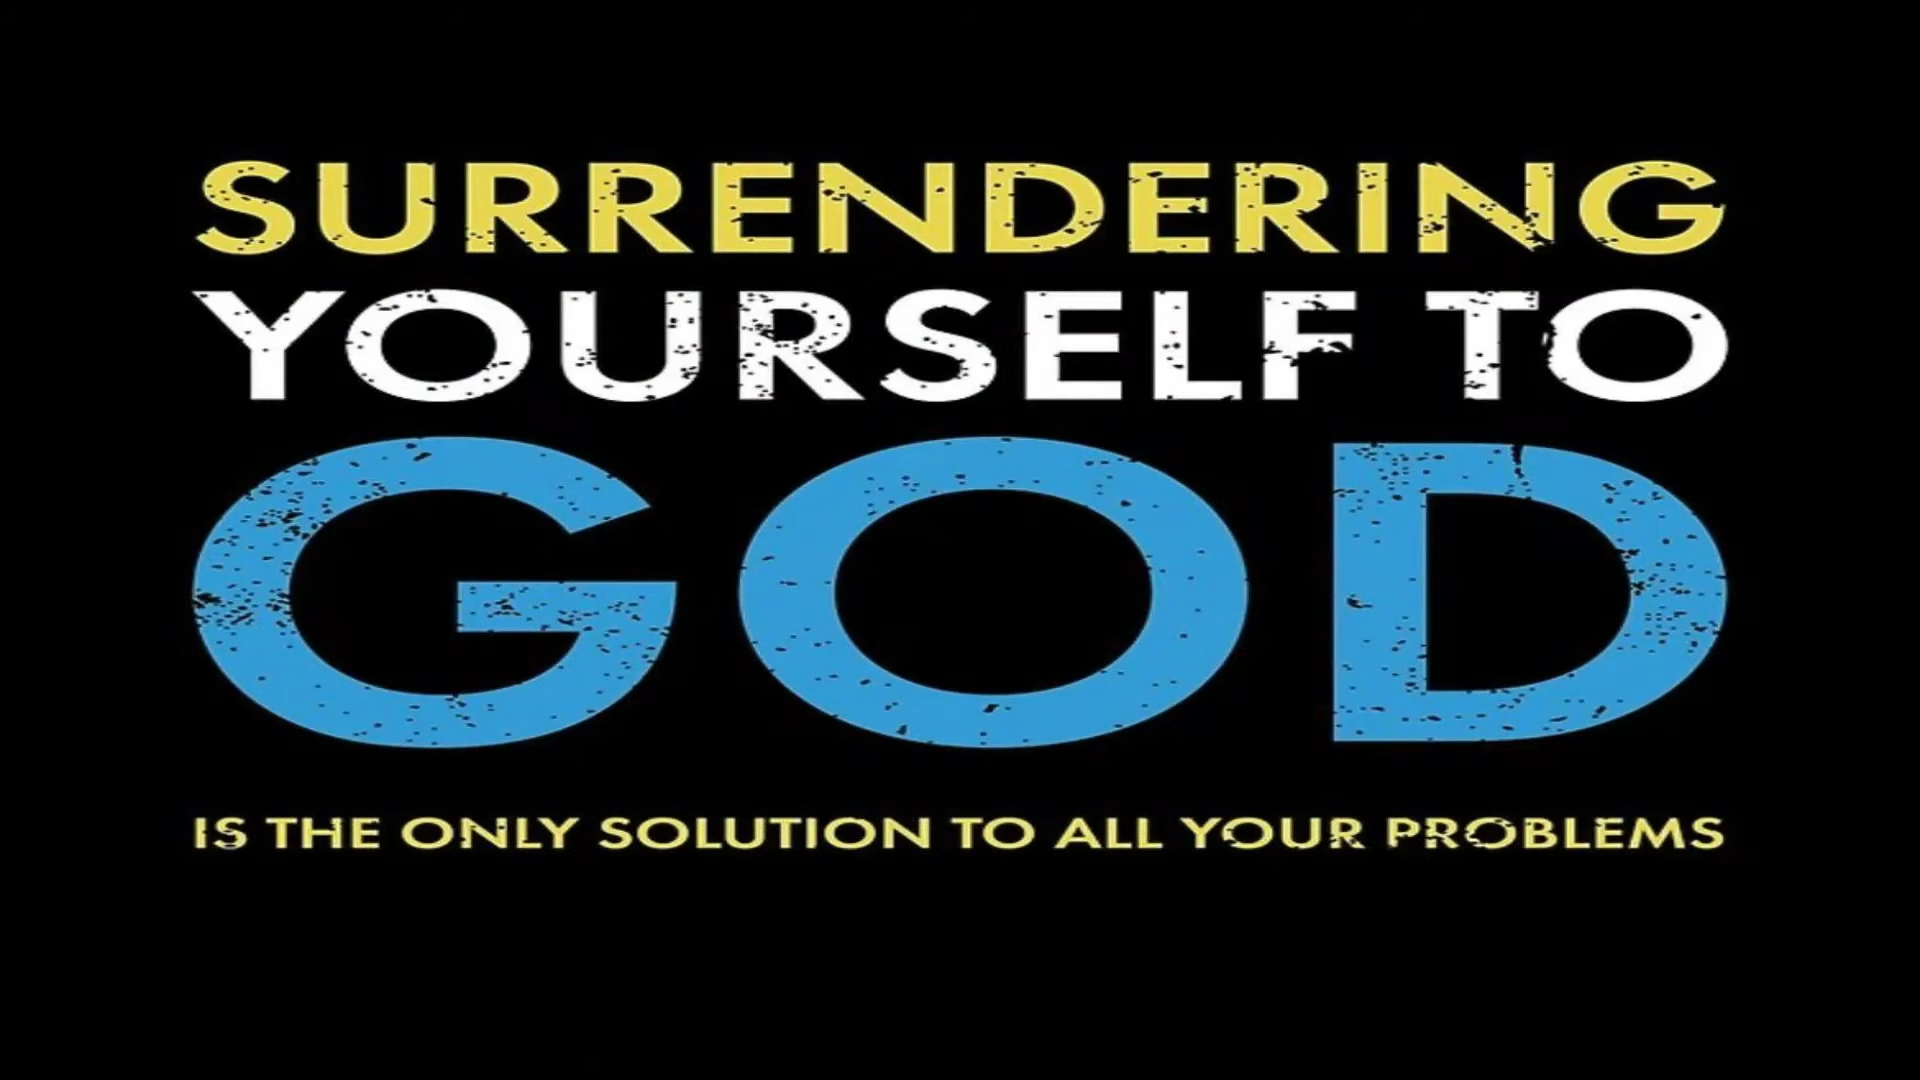 SURRENDERING
YOURSELF TO
GOD
IS THE ONLY SOLUTION TO ALL YOUR PROBLEMS